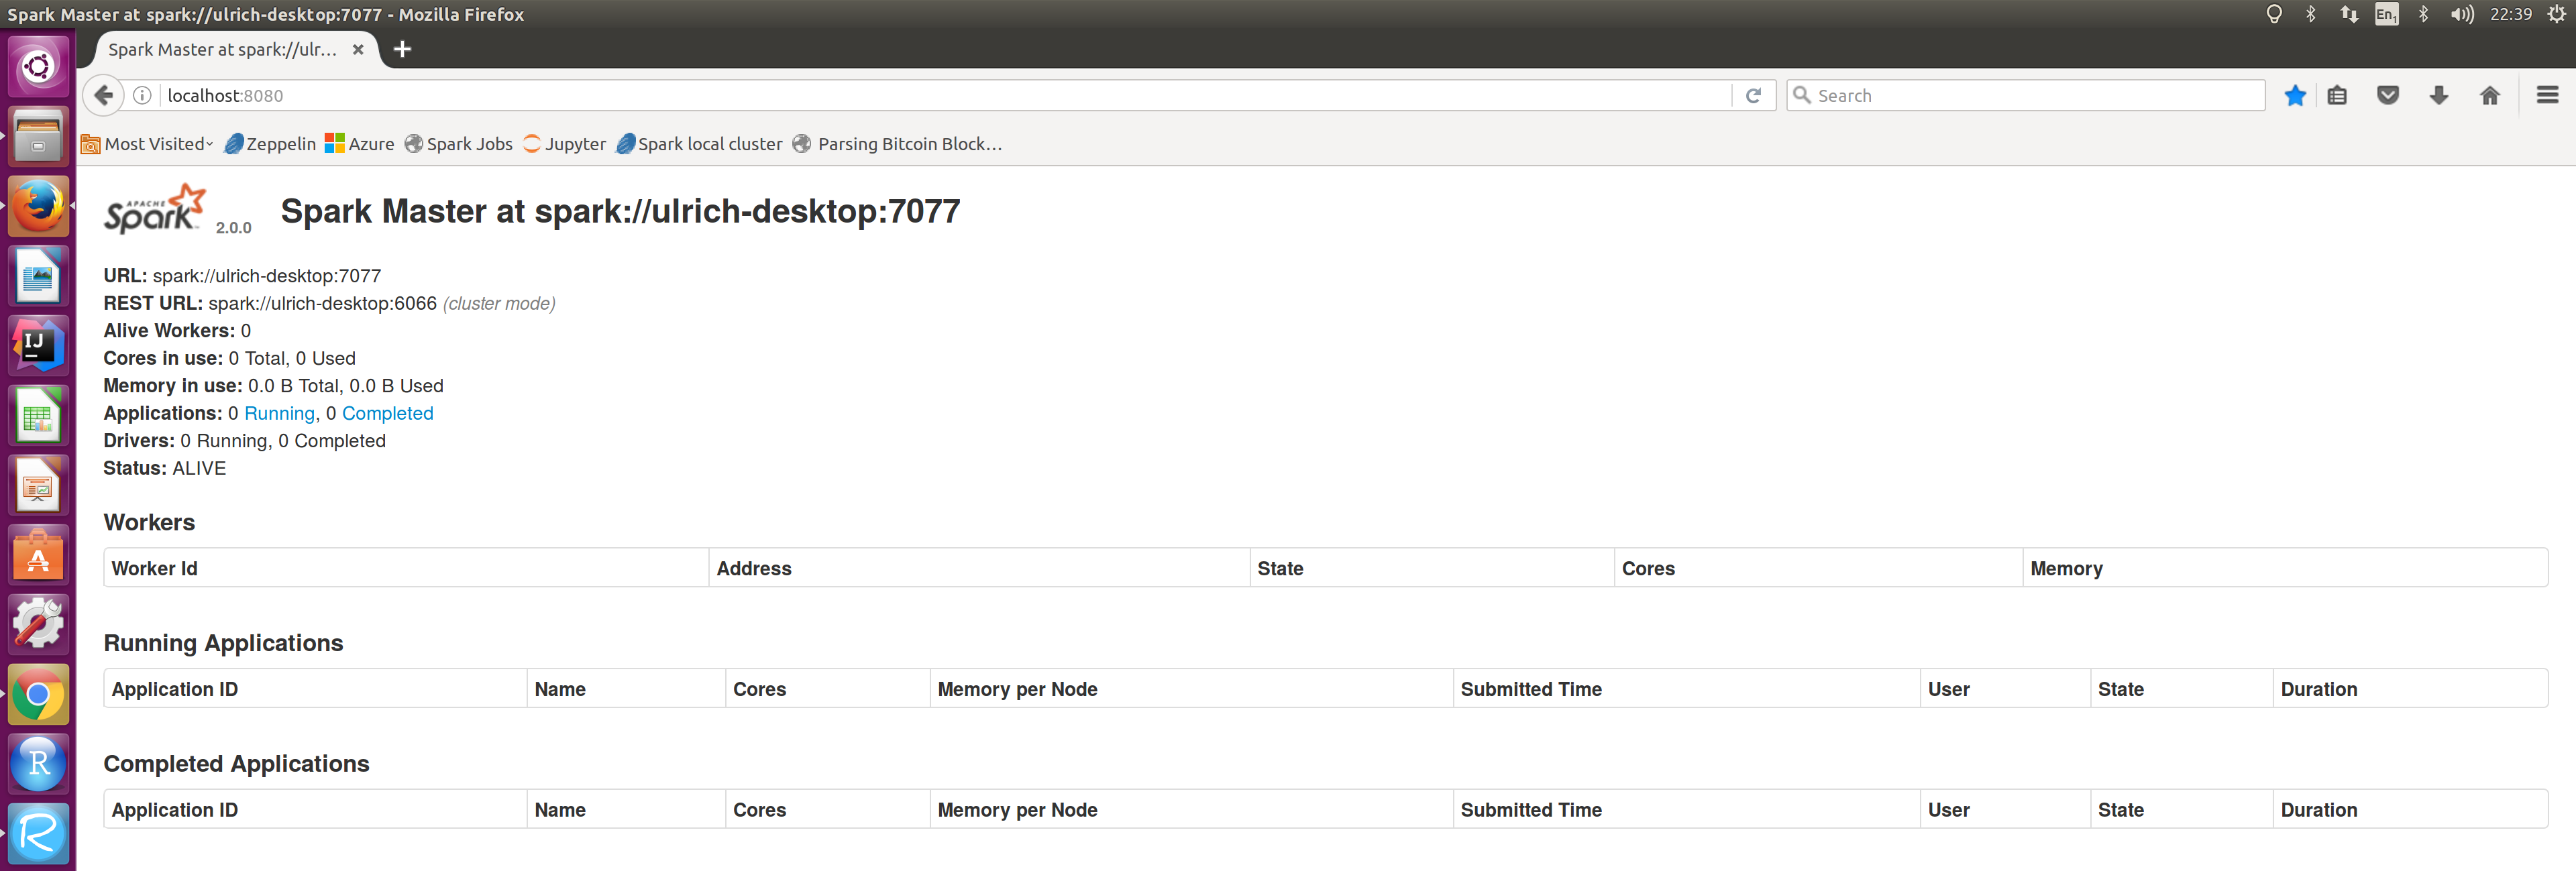 Spark Master at spark://ulrich-desktop:7077 - Mozilla Firefox
En1
22:39
Spark Master at spark://ulr...
localhost:8080
Search
Most Visited
Zeppelin
Azure
Spark Jobs
Jupyter
Spark local cluster
Parsing Bitcoin Block...
APACHE
Spark 2.0.0
Spark Master at spark://ulrich-desktop:7077
URL: spark://ulrich-desktop:7077
REST URL: spark://ulrich-desktop:6066 (cluster mode)
Alive Workers: 0
Cores in use: 0 Total, 0 Used
Memory in use: 0.0 B Total, 0.0 B Used
Applications: 0 Running, 0 Completed
Drivers: 0 Running, 0 Completed
Status: ALIVE
Workers
Worker Id Address State Cores Memory
Running Applications
Application ID Name Cores Memory per Node Submitted Time User State Duration
Completed Applications
Application ID Name Cores Memory per Node Submitted Time User State Duration
IJ
A
R
R